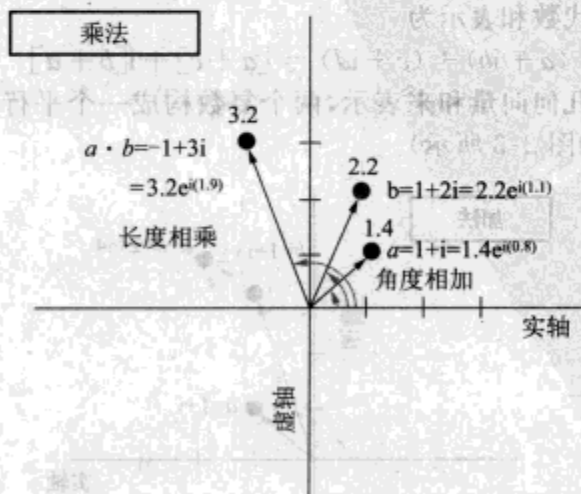 乘法
3.2
a · b=−1+3i
=3.2e^i(1.9)
长度相乘
2.2
b=1+2i=2.2e^i(1.1)
1.4
a=1+i=1.4e^i(0.8)
角度相加
实轴
虚轴